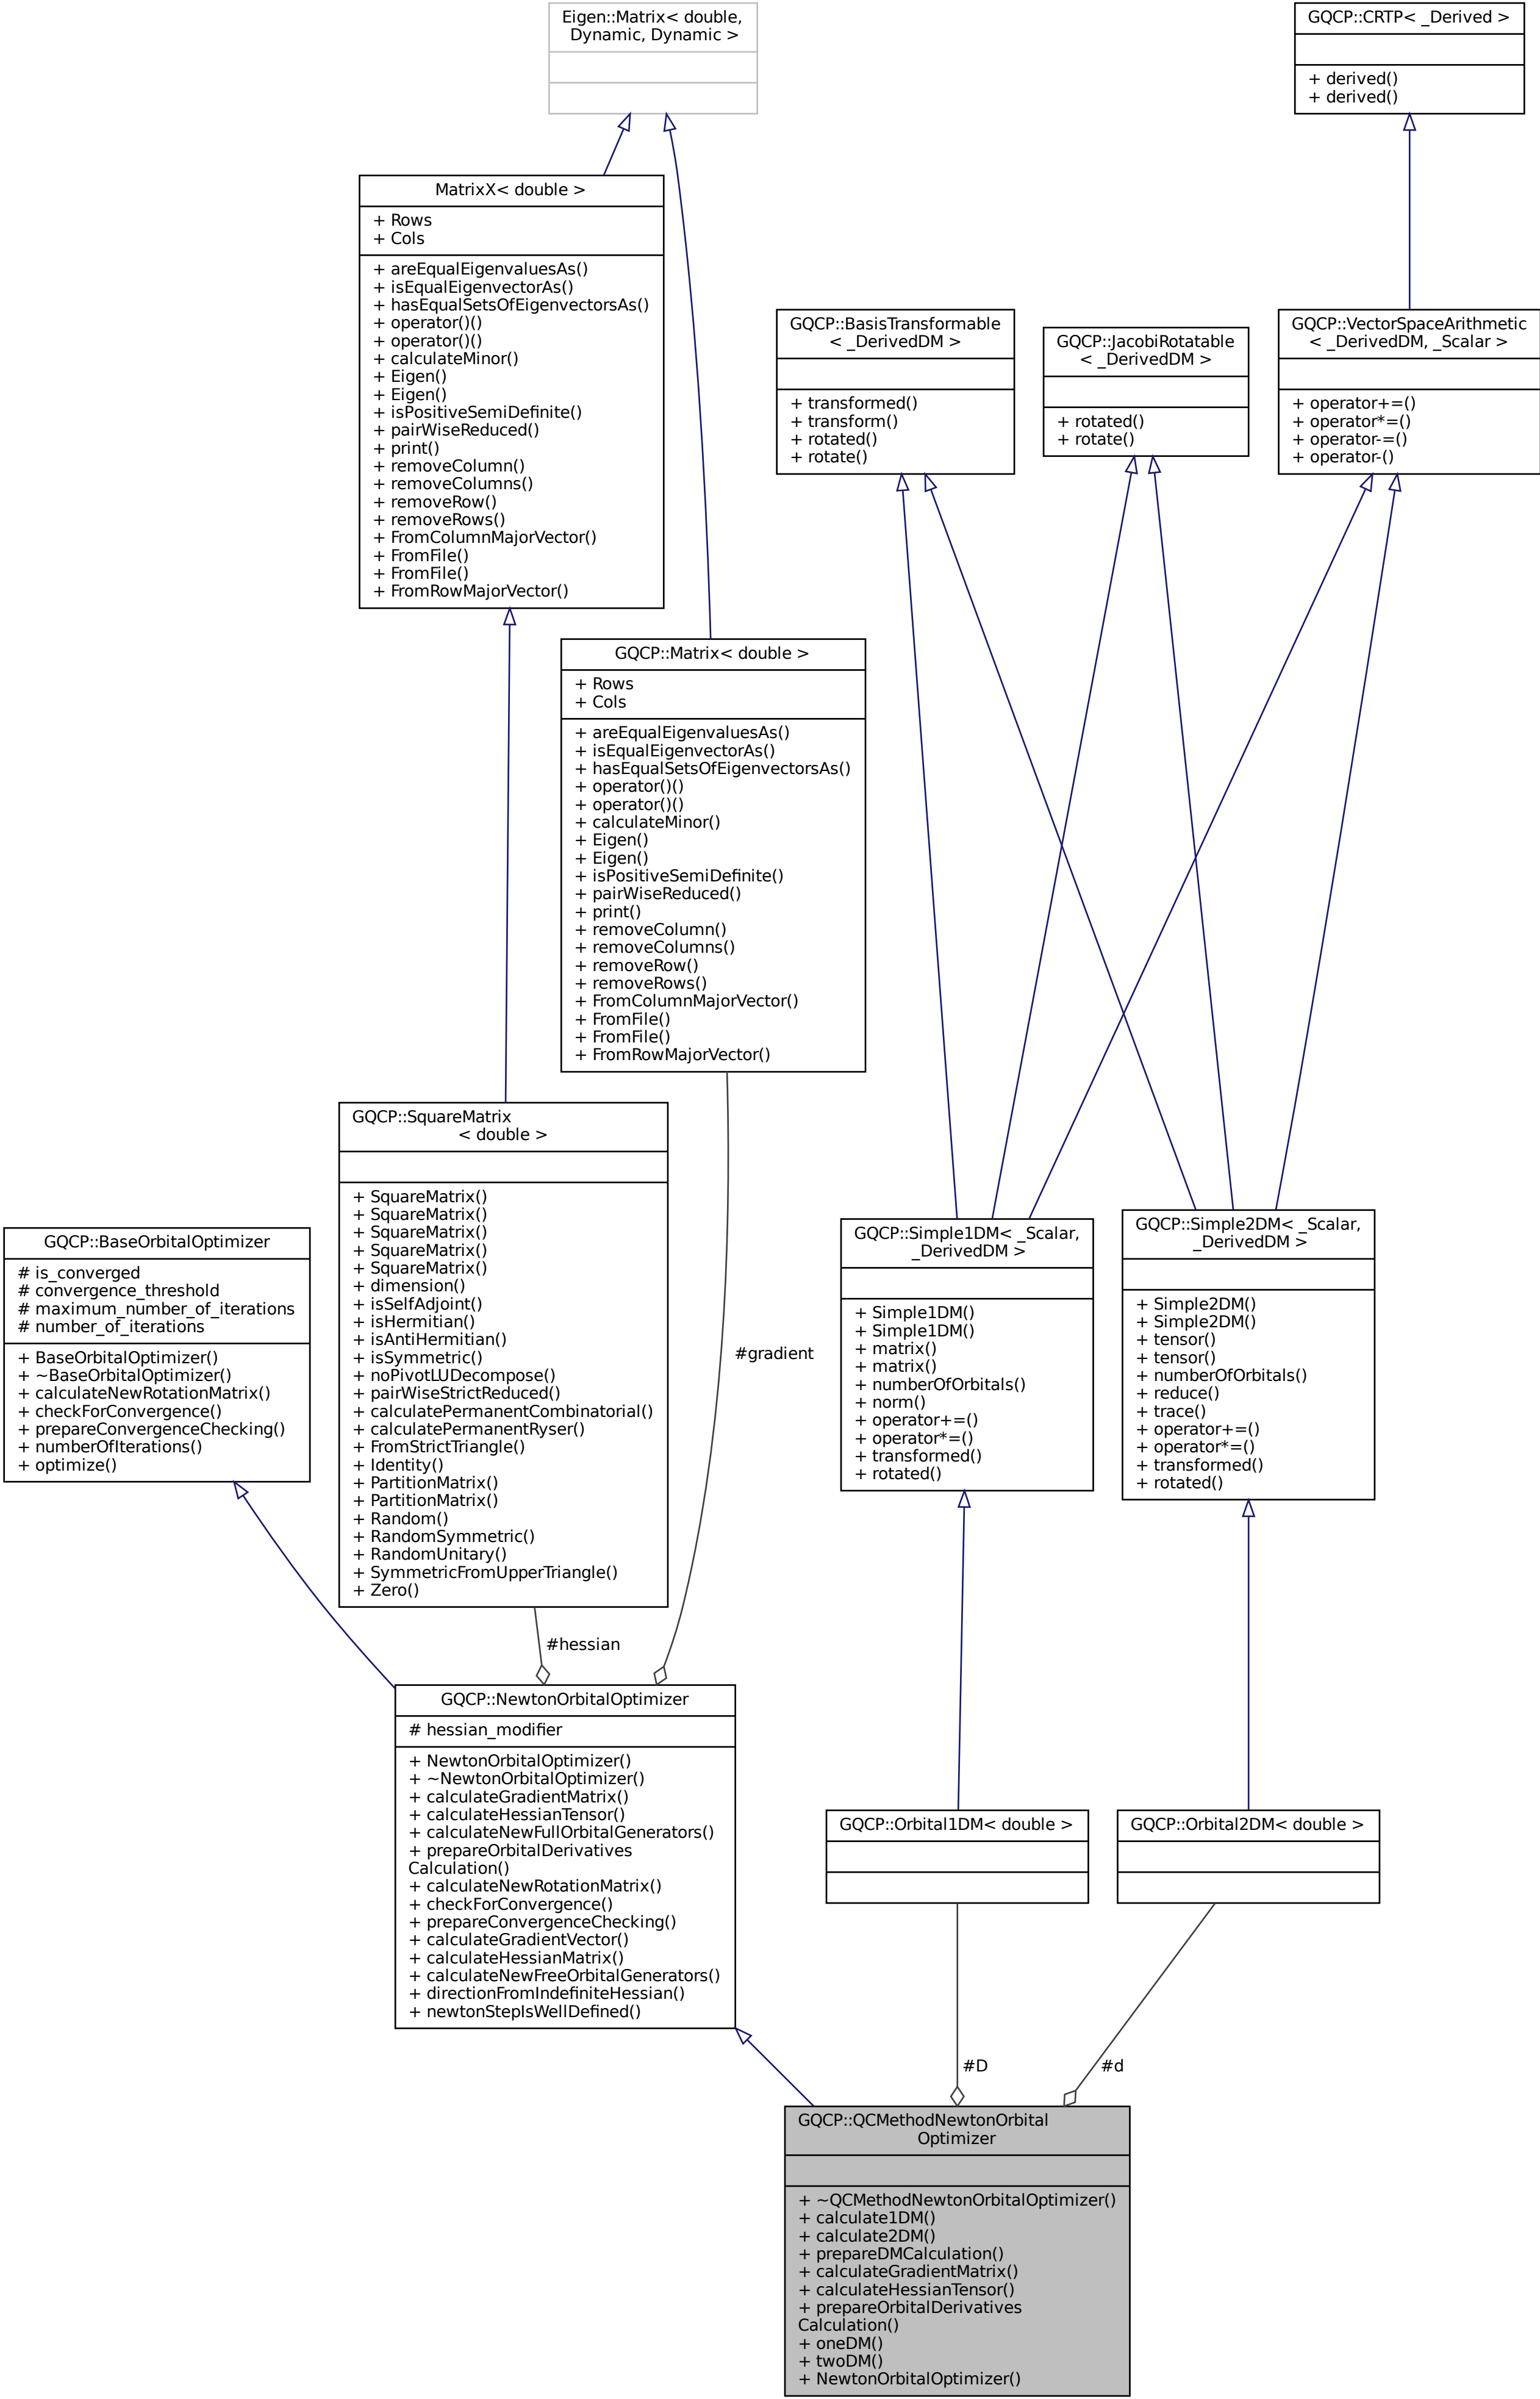 Eigen::Matrix< double,
Dynamic, Dynamic >
GQCP::CRTP< _Derived >
+ derived()
+ derived()
MatrixX< double >
+ Rows
+ Cols
+ areEqualEigenvaluesAs()
+ isEqualEigenvectorAs()
+ hasEqualSetsOfEigenvectorsAs()
+ operator()()
+ operator()()
+ calculateMinor()
+ Eigen()
+ Eigen()
+ isPositiveSemiDefinite()
+ pairWiseReduced()
+ print()
+ removeColumn()
+ removeColumns()
+ removeRow()
+ removeRows()
+ FromColumnMajorVector()
+ FromFile()
+ FromFile()
+ FromRowMajorVector()
GQCP::BasisTransformable
< _DerivedDM >
+ transformed()
+ transform()
+ rotated()
+ rotate()
GQCP::JacobiRotatable
< _DerivedDM >
+ rotated()
+ rotate()
GQCP::VectorSpaceArithmetic
< _DerivedDM, _Scalar >
+ operator+=()
+ operator*=()
+ operator-=()
+ operator-()
GQCP::Matrix< double >
+ Rows
+ Cols
+ areEqualEigenvaluesAs()
+ isEqualEigenvectorAs()
+ hasEqualSetsOfEigenvectorsAs()
+ operator()()
+ operator()()
+ calculateMinor()
+ Eigen()
+ Eigen()
+ isPositiveSemiDefinite()
+ pairWiseReduced()
+ print()
+ removeColumn()
+ removeColumns()
+ removeRow()
+ removeRows()
+ FromColumnMajorVector()
+ FromFile()
+ FromFile()
+ FromRowMajorVector()
GQCP::SquareMatrix
< double >
+ SquareMatrix()
+ SquareMatrix()
+ SquareMatrix()
+ SquareMatrix()
+ SquareMatrix()
+ dimension()
+ isSelfAdjoint()
+ isHermitian()
+ isAntiHermitian()
+ isSymmetric()
+ noPivotLUDecompose()
+ pairWiseStrictReduced()
+ calculatePermanentCombinatorial()
+ calculatePermanentRyser()
+ FromStrictTriangle()
+ Identity()
+ PartitionMatrix()
+ PartitionMatrix()
+ Random()
+ RandomSymmetric()
+ RandomUnitary()
+ SymmetricFromUpperTriangle()
+ Zero()
GQCP::BaseOrbitalOptimizer
# is_converged
# convergence_threshold
# maximum_number_of_iterations
# number_of_iterations
+ BaseOrbitalOptimizer()
+ ~BaseOrbitalOptimizer()
+ calculateNewRotationMatrix()
+ checkForConvergence()
+ prepareConvergenceChecking()
+ numberOfIterations()
+ optimize()
#gradient
GQCP::Simple1DM< _Scalar,
_DerivedDM >
+ Simple1DM()
+ Simple1DM()
+ matrix()
+ matrix()
+ numberOfOrbitals()
+ norm()
+ operator+=()
+ operator*=()
+ transformed()
+ rotated()
GQCP::Simple2DM< _Scalar,
_DerivedDM >
+ Simple2DM()
+ Simple2DM()
+ tensor()
+ tensor()
+ numberOfOrbitals()
+ reduce()
+ trace()
+ operator+=()
+ operator*=()
+ transformed()
+ rotated()
#hessian
GQCP::NewtonOrbitalOptimizer
# hessian_modifier
+ NewtonOrbitalOptimizer()
+ ~NewtonOrbitalOptimizer()
+ calculateGradientMatrix()
+ calculateHessianTensor()
+ calculateNewFullOrbitalGenerators()
+ prepareOrbitalDerivatives
Calculation()
+ calculateNewRotationMatrix()
+ checkForConvergence()
+ prepareConvergenceChecking()
+ calculateGradientVector()
+ calculateHessianMatrix()
+ calculateNewFreeOrbitalGenerators()
+ directionFromIndefiniteHessian()
+ newtonStepIsWellDefined()
GQCP::Orbital1DM< double >
GQCP::Orbital2DM< double >
#D
#d
GQCP::QCMethodNewtonOrbital
Optimizer
+ ~QCMethodNewtonOrbitalOptimizer()
+ calculate1DM()
+ calculate2DM()
+ prepareDMCalculation()
+ calculateGradientMatrix()
+ calculateHessianTensor()
+ prepareOrbitalDerivatives
Calculation()
+ oneDM()
+ twoDM()
+ NewtonOrbitalOptimizer()